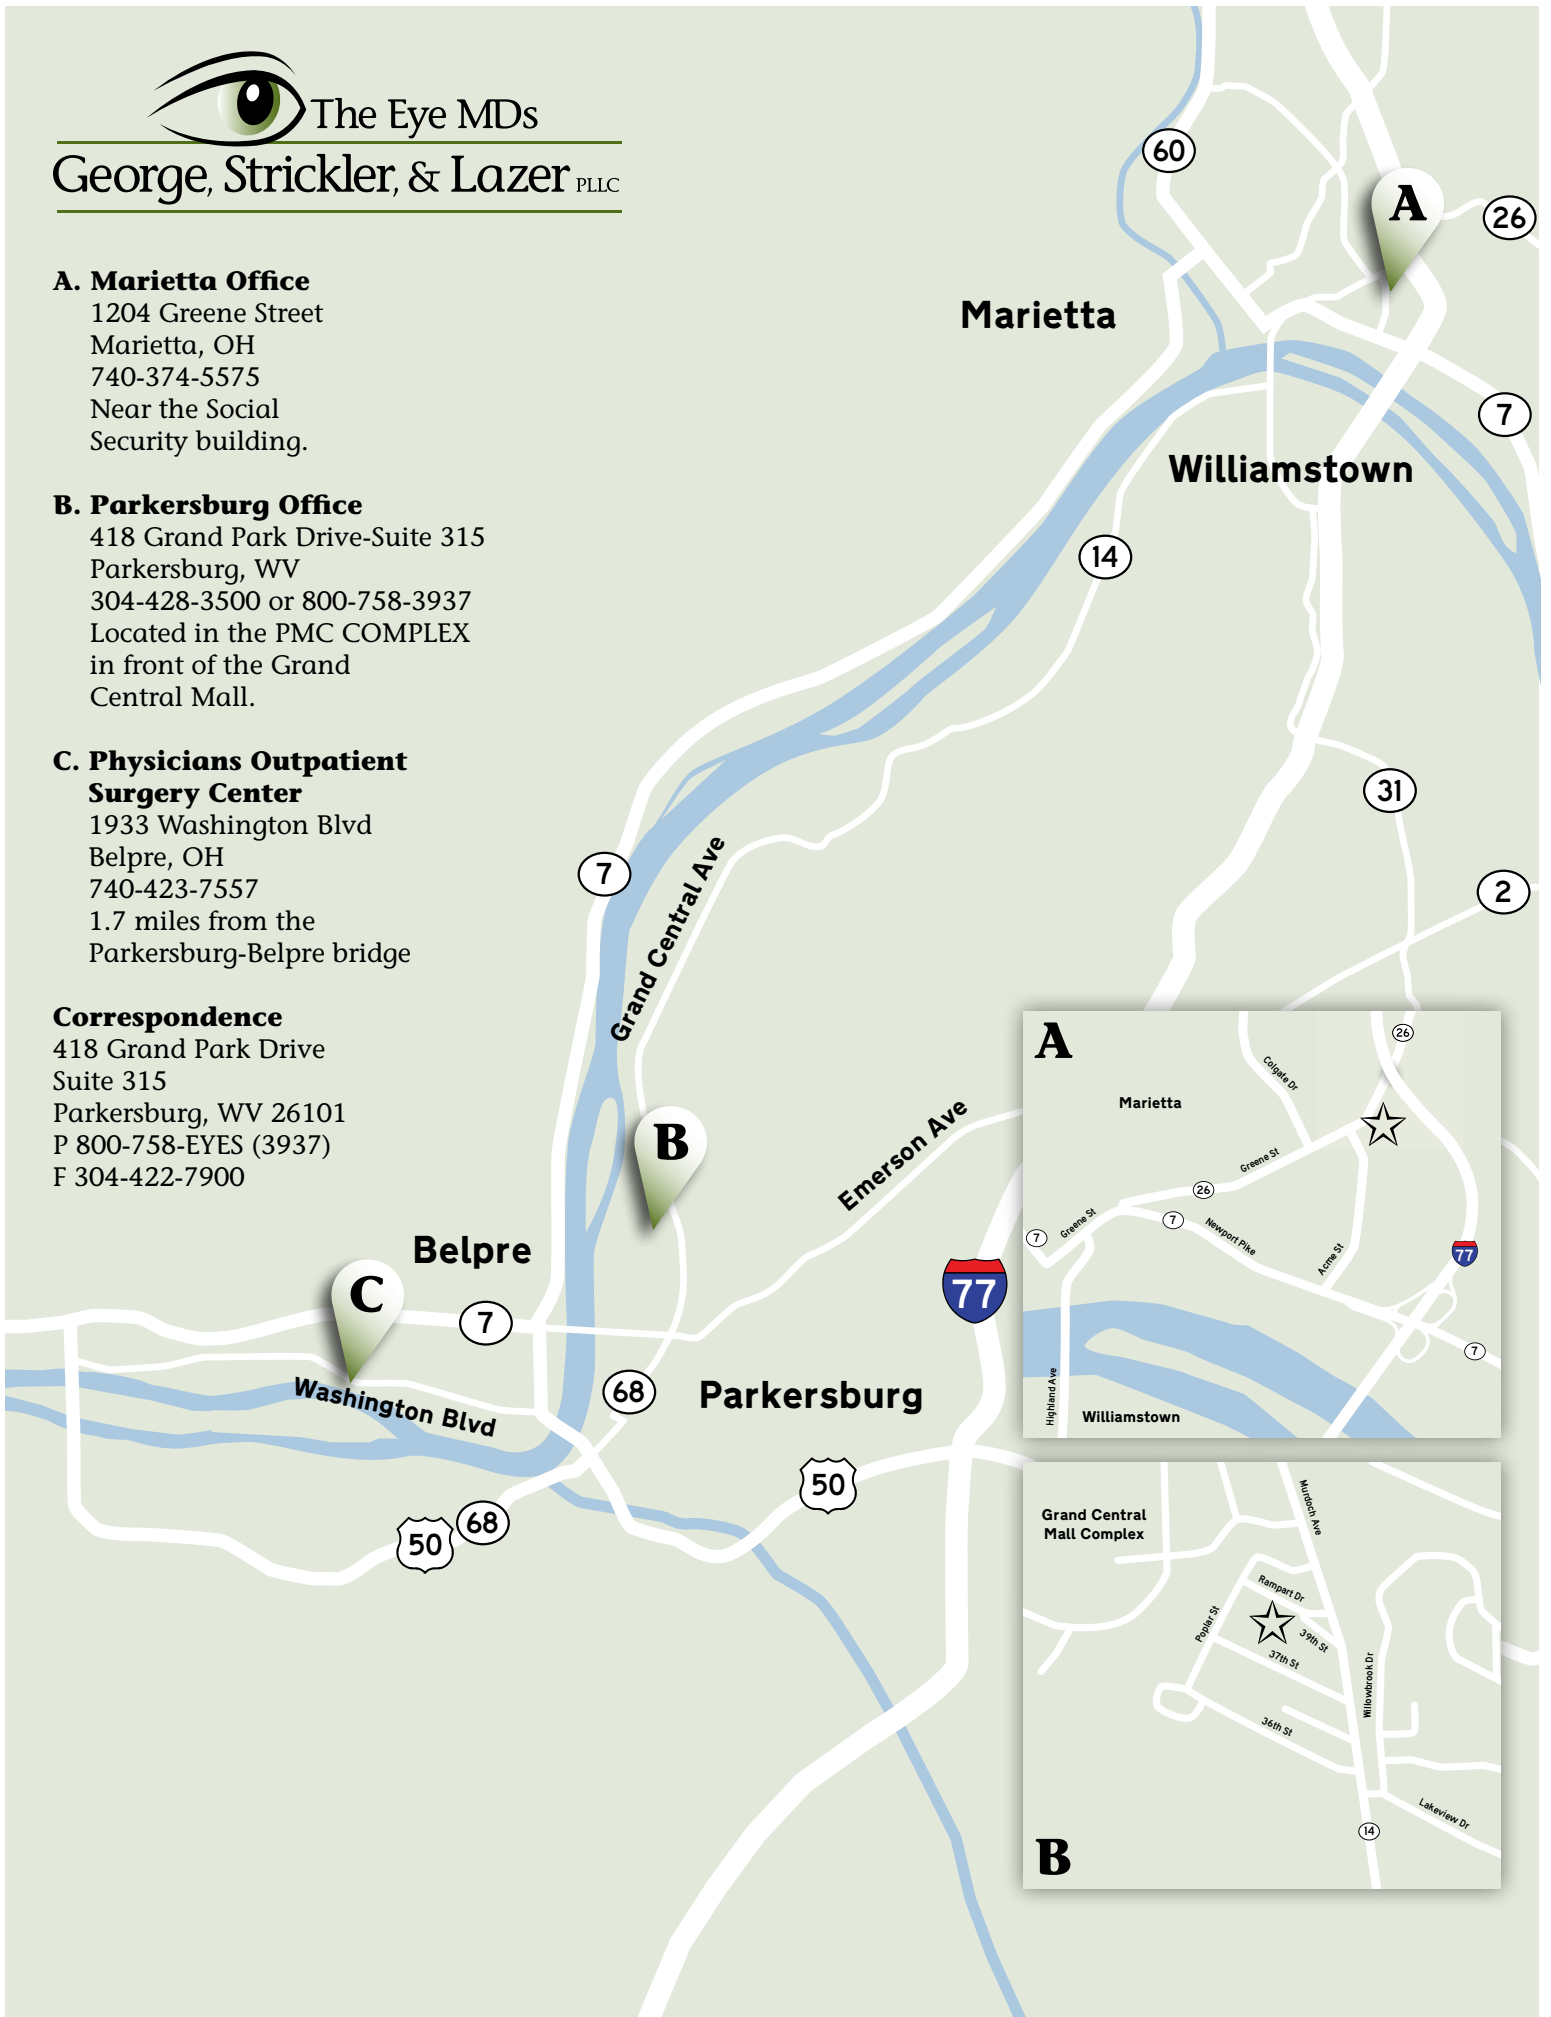 The Eye MDs
George, Strickler, & Lazer PLLC
A. Marietta Office
1204 Greene Street
Marietta, OH
740-374-5575
Near the Social
Security building.
B. Parkersburg Office
418 Grand Park Drive-Suite 315
Parkersburg, WV
304-428-3500 or 800-758-3937
Located in the PMC COMPLEX
in front of the Grand
Central Mall.
C. Physicians Outpatient
Surgery Center
1933 Washington Blvd
Belpre, OH
740-423-7557
1.7 miles from the
Parkersburg-Belpre bridge
Correspondence
418 Grand Park Drive
Suite 315
Parkersburg, WV 26101
P 800-758-EYES (3937)
F 304-422-7900
60
A
26
Marietta
7
Williamstown
14
31
7
2
Grand Central Ave
B
Emerson Ave
Belpre
C
7
77
68
Parkersburg
Washington Blvd
50
68
50
A
26
Colgate Dr
Marietta
Greene St
26
7
Greene St
7
Newport Pike
Acme St
77
7
Highland Ave
Williamstown
Grand Central
Mall Complex
Murdoch Ave
Rampart Dr
Poplar St
39th St
37th St
Willowbrook Dr
36th St
Lakeview Dr
14
B